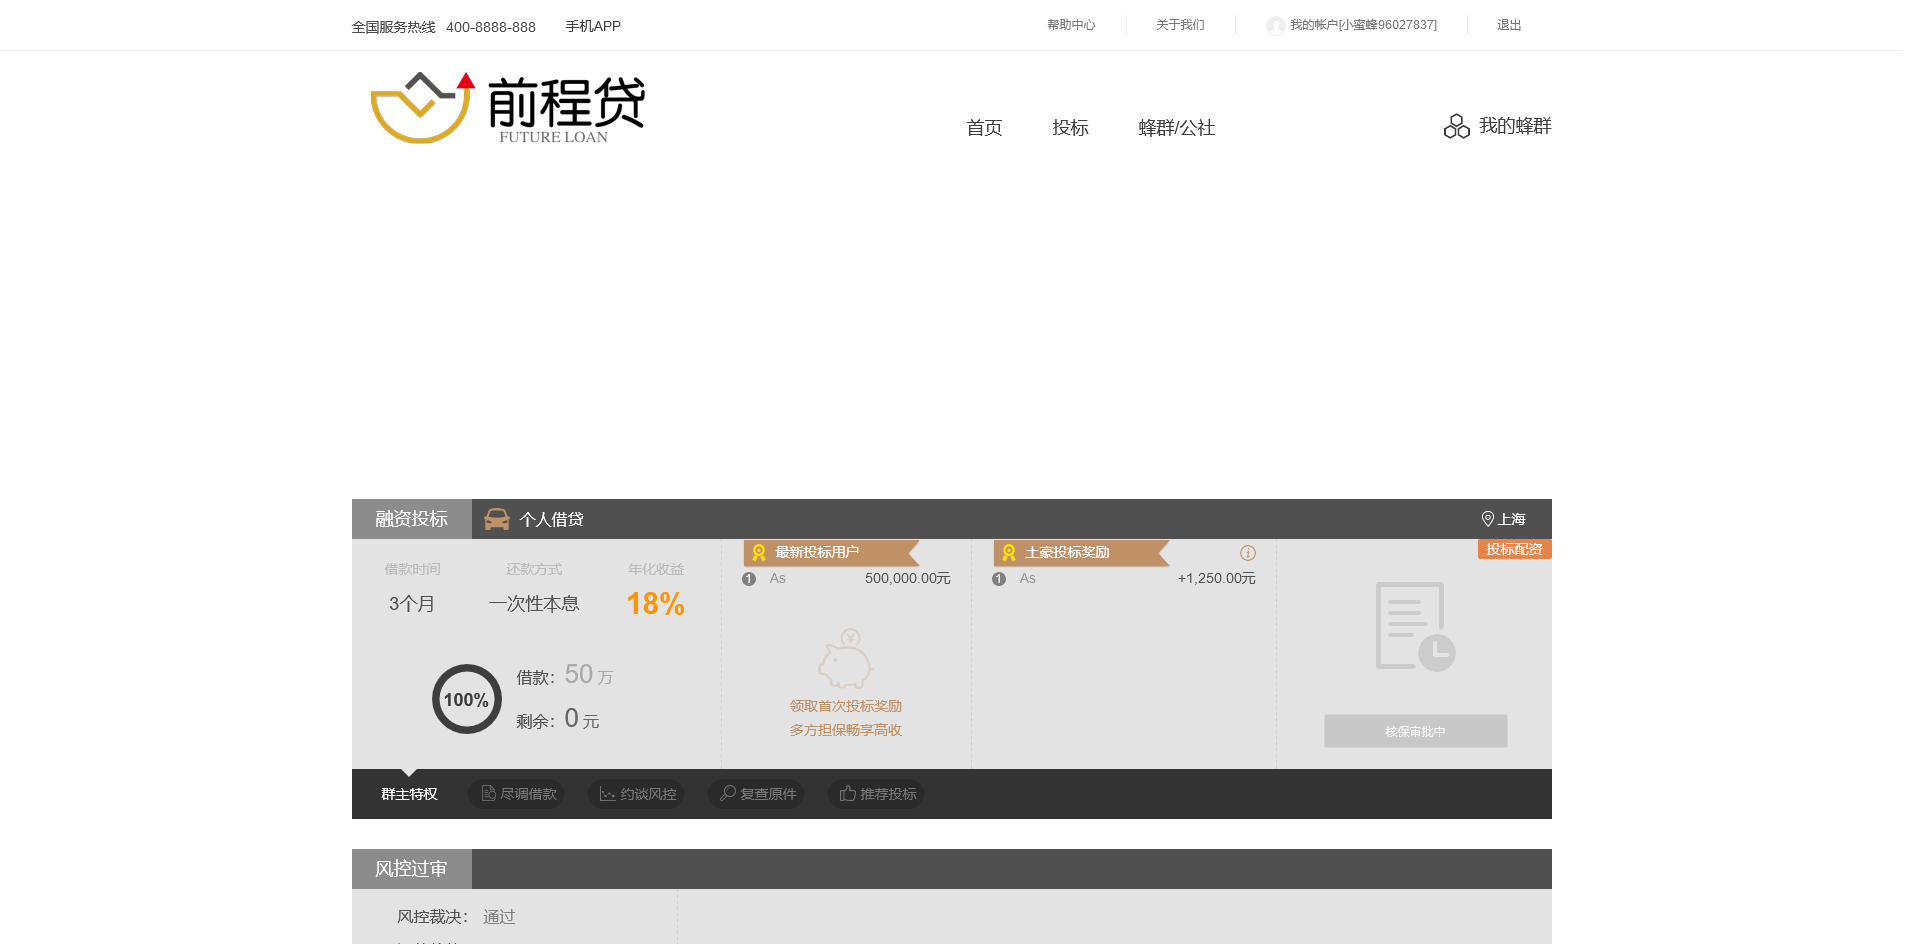 全国服务热线 400-8888-888 手机APP 帮助中心 关于我们 我的帐户[小蜜蜂96027837] 退出
前程贷
FUTURE LOAN
首页 投标 蜂群/公社 我的蜂群
融资投标 个人借贷 上海
投标配资
借款时间 还款方式 年化收益
3个月 一次性本息 18%
100%
借款: 50 万
剩余: 0 元
最新投标用户
1 As 500,000.00元
¥
领取首次投标奖励
多方担保畅享高收
土豪投标奖励
1 As +1,250.00元
核保审批中
群主特权 尽调借款 约谈风控 复查原件 推荐投标
风控过审
风控裁决: 通过